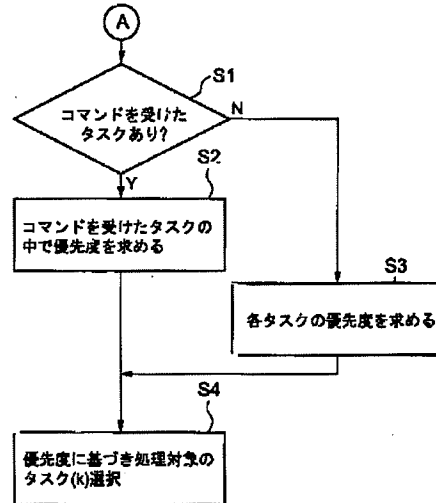 A
S1
コマンドを受けた
タスクあり?
N
Y
S2
コマンドを受けたタスクの
中で優先度を求める
S3
各タスクの優先度を求める
S4
優先度に基づき処理対象の
タスク(k)選択